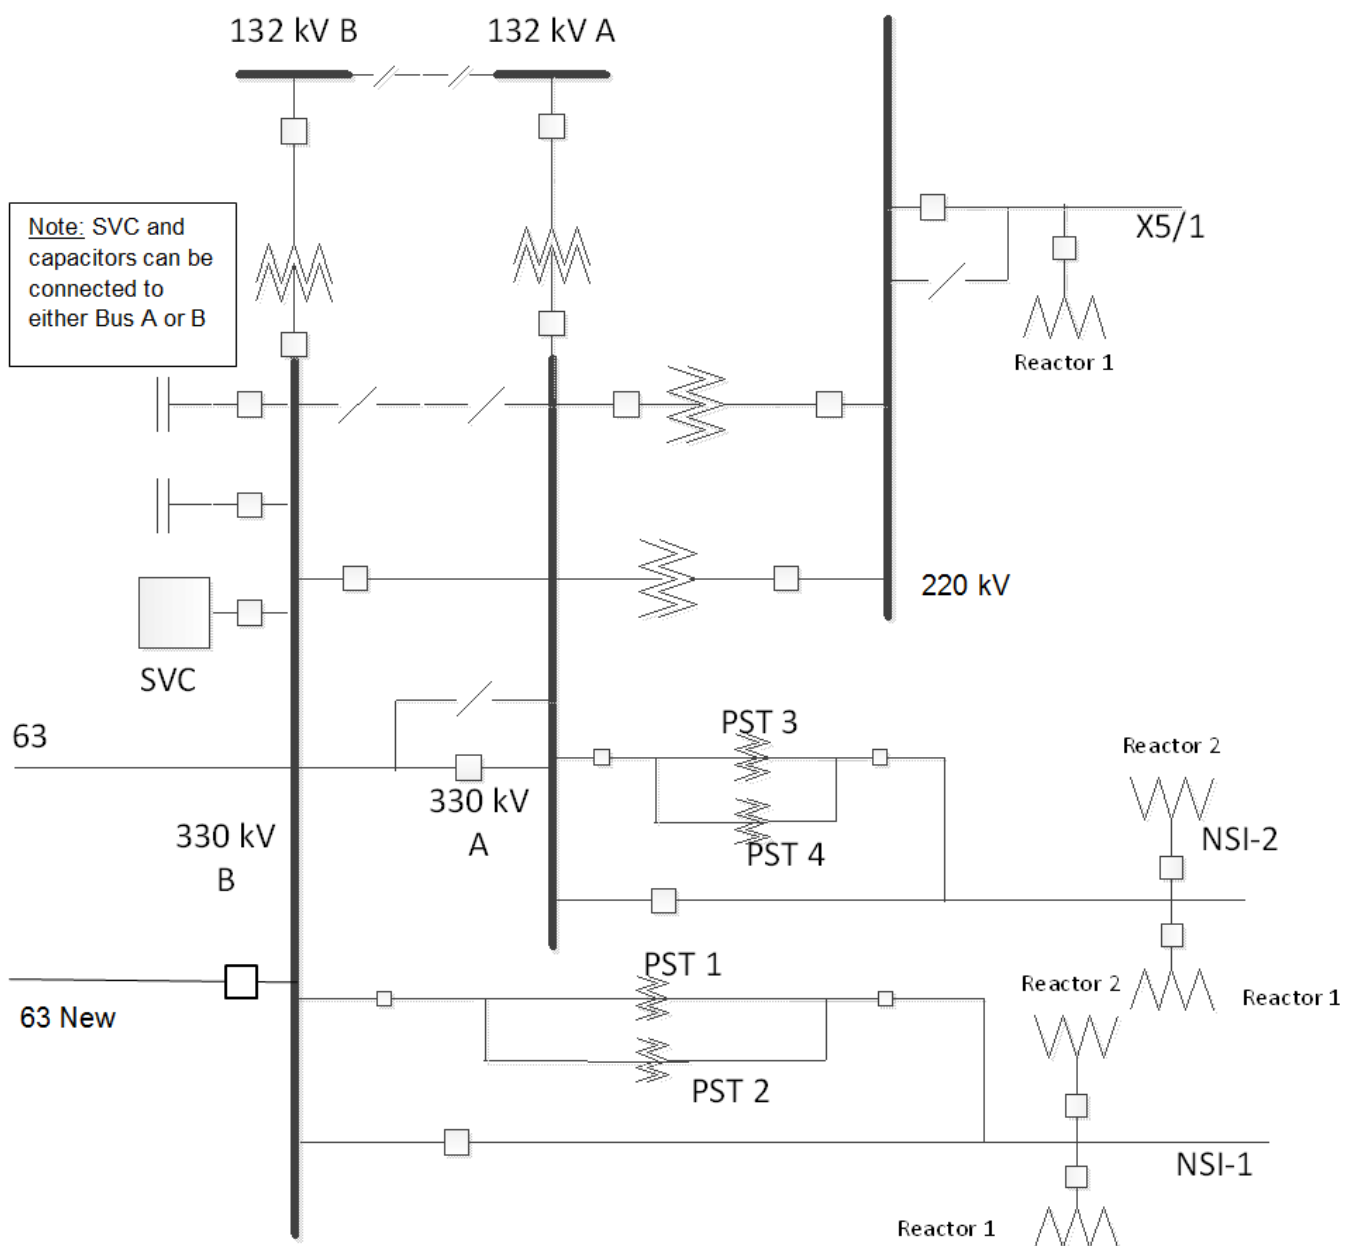 132 kV B
132 kV A
Note: SVC and
capacitors can be
connected to
either Bus A or B
X5/1
Reactor 1
220 kV
SVC
63
PST 3
Reactor 2
330 kV
A
330 kV
B
PST 4
NSI-2
PST 1
Reactor 2
Reactor 1
63 New
PST 2
NSI-1
Reactor 1